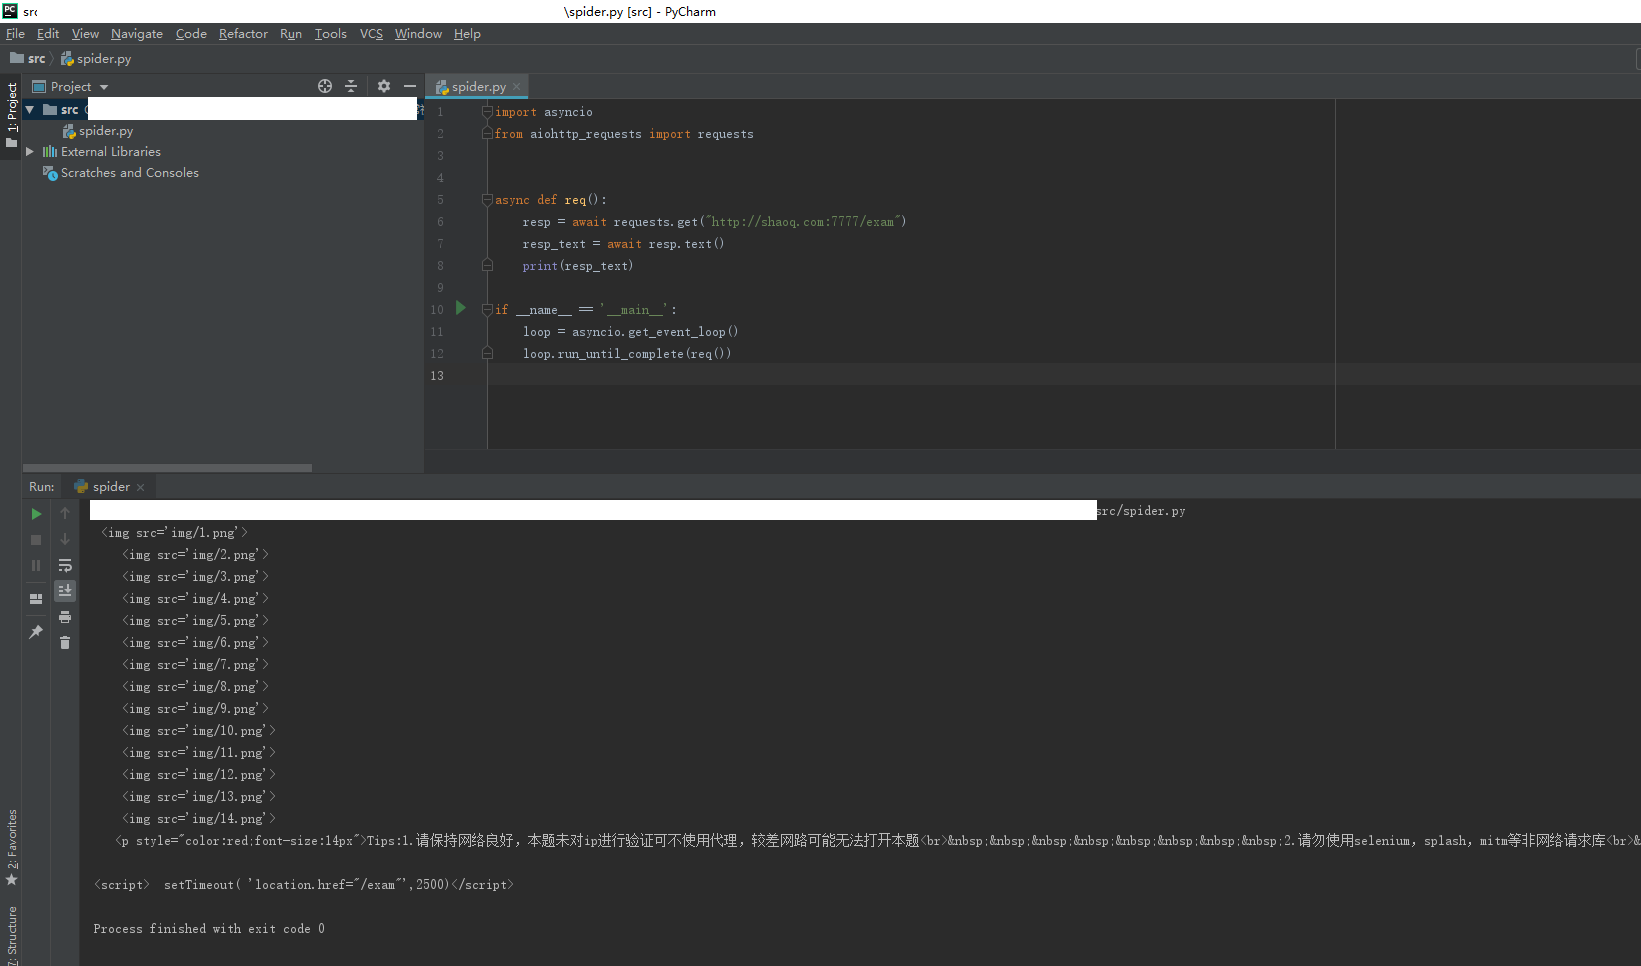 src
\spider.py [src] - PyCharm
File Edit View Navigate Code Refactor Run Tools VCS Window Help
src spider.py
1: Project
Project
src
spider.py
External Libraries
Scratches and Consoles
spider.py
1 import asyncio
2 from aiohttp_requests import requests
3
4
5 async def req():
6 resp = await requests.get("http://shaoq.com:7777/exam")
7 resp_text = await resp.text()
8 print(resp_text)
9
10 if __name__ == '__main__':
11 loop = asyncio.get_event_loop()
12 loop.run_until_complete(req())
13
Run: spider
src/spider.py
<img src='img/1.png'>
<img src='img/2.png'>
<img src='img/3.png'>
<img src='img/4.png'>
<img src='img/5.png'>
<img src='img/6.png'>
<img src='img/7.png'>
<img src='img/8.png'>
<img src='img/9.png'>
<img src='img/10.png'>
<img src='img/11.png'>
<img src='img/12.png'>
<img src='img/13.png'>
<img src='img/14.png'>
<p style="color:red;font-size:14px">Tips:1.请保持网络良好，本题未对ip进行验证可不使用代理，较差网路可能无法打开本题<br>&nbsp;&nbsp;&nbsp;&nbsp;&nbsp;&nbsp;&nbsp;&nbsp;2.请勿使用selenium，splash，mitm等非网络请求库<br>&
<script>  setTimeout( 'location.href="/exam"',2500)</script>
Process finished with exit code 0
2: Favorites
7: Structure